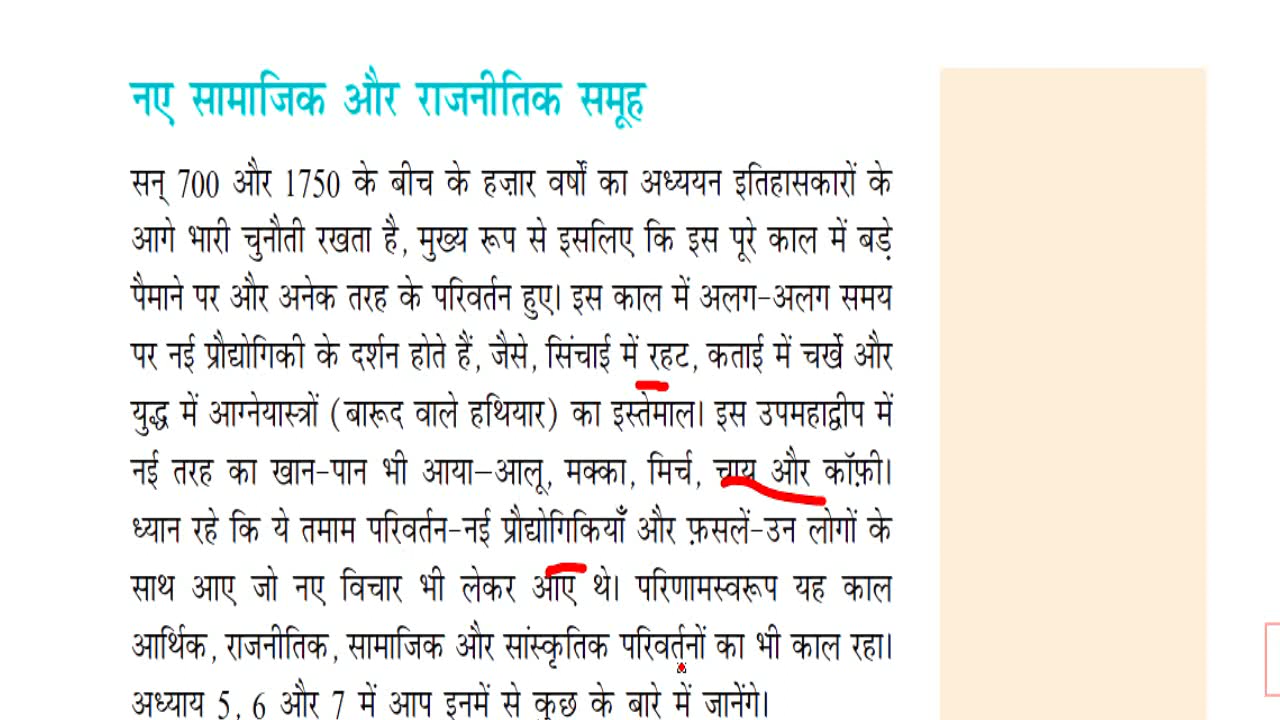 नए सामाजिक और राजनीतिक समूह
सन् 700 और 1750 के बीच के हज़ार वर्षों का अध्ययन इतिहासकारों के
आगे भारी चुनौती रखता है, मुख्य रूप से इसलिए कि इस पूरे काल में बड़े
पैमाने पर और अनेक तरह के परिवर्तन हुए। इस काल में अलग-अलग समय
पर नई प्रौद्योगिकी के दर्शन होते हैं, जैसे, सिंचाई में रहट, कताई में चर्खे और
युद्ध में आग्नेयास्त्रों (बारूद वाले हथियार) का इस्तेमाल। इस उपमहाद्वीप में
नई तरह का खान-पान भी आया–आलू, मक्का, मिर्च, चाय और कॉफ़ी।
ध्यान रहे कि ये तमाम परिवर्तन-नई प्रौद्योगिकियाँ और फ़सलें-उन लोगों के
साथ आए जो नए विचार भी लेकर आए थे। परिणामस्वरूप यह काल
आर्थिक, राजनीतिक, सामाजिक और सांस्कृतिक परिवर्तनों का भी काल रहा।
अध्याय 5, 6 और 7 में आप इनमें से कुछ के बारे में जानेंगे।